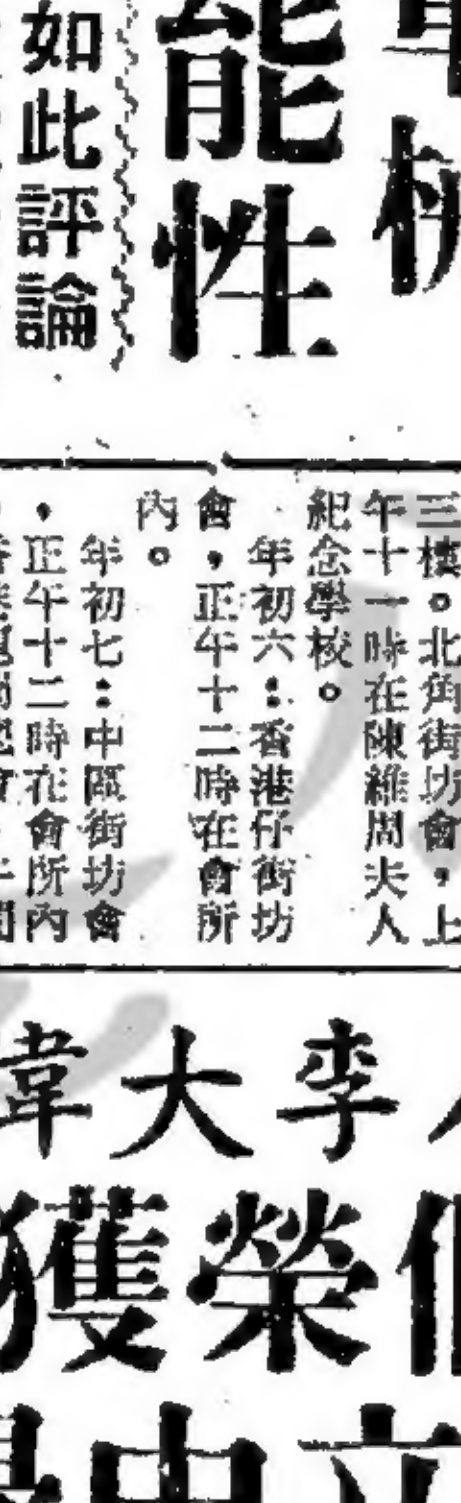 能性
如此評論
三樓。北角街坊會，上
午十一時在陳維周夫人
紀念學校。
年初六：香港仔街坊
會，正午十二時在會所
內。
年初七：中區街坊會
，正午十二時在會所內
李大韋
榮獲